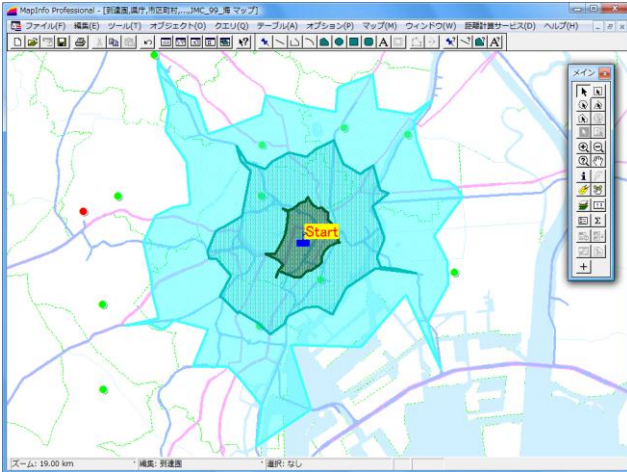 MapInfo Professional - [到達圏,県庁,市区町村,...,JMC_99_海 マップ]
ファイル(F) 編集(E) ツール(T) オブジェクト(O) クエリ(Q) テーブル(A) オプション(P) マップ(M) ウィンドウ(W) 距離計算サービス(D) ヘルプ(H)
メイン
Start
ズーム: 19.00 km 編集: 到達圏 選択: なし